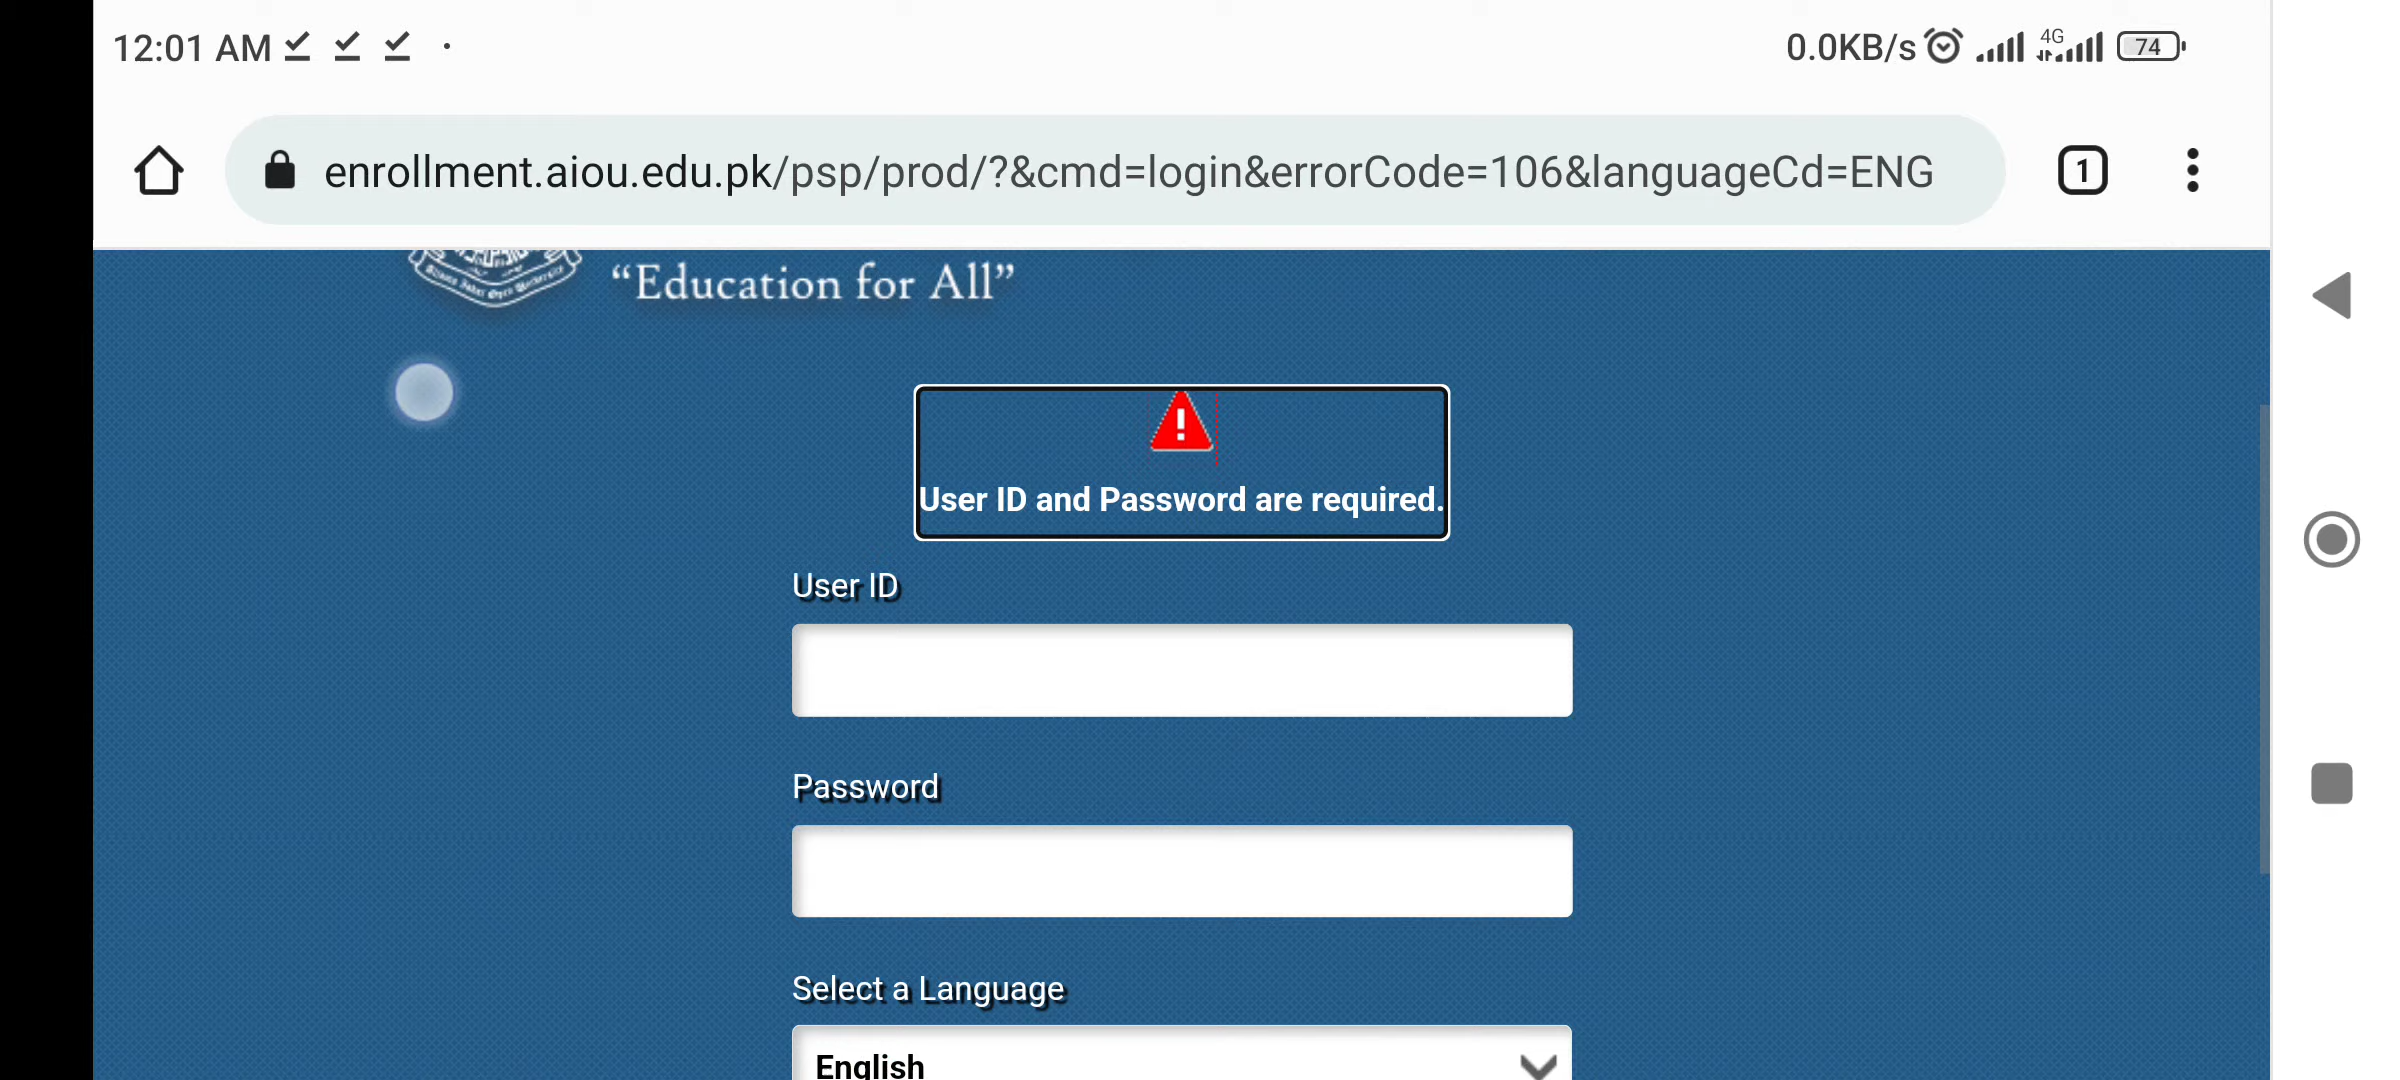 12:01 AM
0.0KB/s
4G
74
enrollment.aiou.edu.pk/psp/prod/?&cmd=login&errorCode=106&languageCd=ENG
1
“Education for All”
User ID and Password are required.
User ID
Password
Select a Language
English